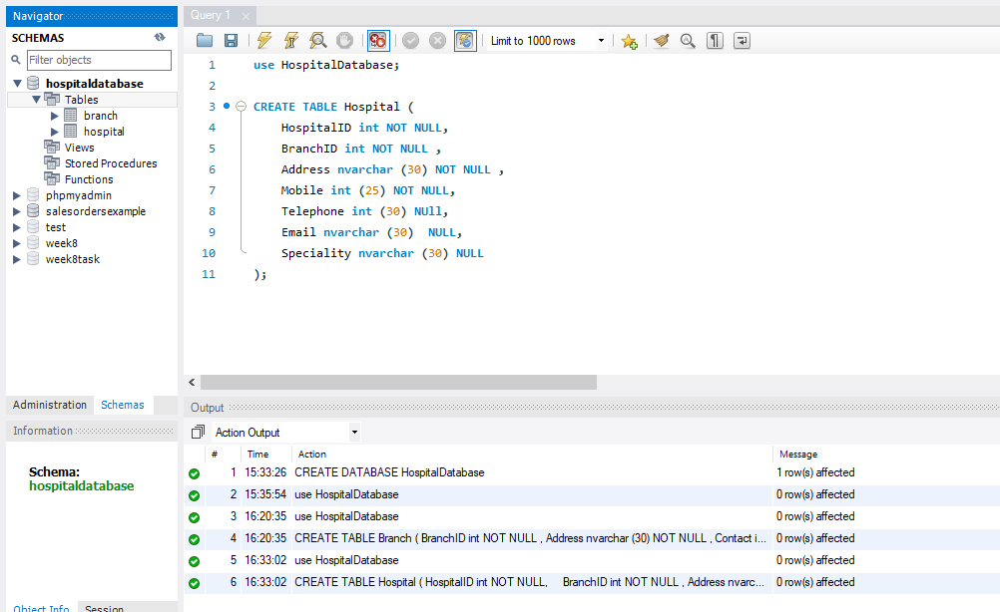 Navigator
SCHEMAS
Filter objects
hospitaldatabase
Tables
branch
hospital
Views
Stored Procedures
Functions
phpmyadmin
salesordersexample
test
week8
week8task
Administration Schemas
Information
Schema:
hospitaldatabase
Object Info Session
Query 1
Limit to 1000 rows
1 use HospitalDatabase;
2
3 CREATE TABLE Hospital (
4 HospitalID int NOT NULL,
5 BranchID int NOT NULL ,
6 Address nvarchar (30) NOT NULL ,
7 Mobile int (25) NOT NULL,
8 Telephone int (30) NUll,
9 Email nvarchar (30)  NULL,
10 Speciality nvarchar (30) NULL
11 );
Output
Action Output
# Time Action Message
1 15:33:26 CREATE DATABASE HospitalDatabase 1 row(s) affected
2 15:35:54 use HospitalDatabase 0 row(s) affected
3 16:20:35 use HospitalDatabase 0 row(s) affected
4 16:20:35 CREATE TABLE Branch ( BranchID int NOT NULL , Address nvarchar (30) NOT NULL , Contact i... 0 row(s) affected
5 16:33:02 use HospitalDatabase 0 row(s) affected
6 16:33:02 CREATE TABLE Hospital ( HospitalID int NOT NULL, BranchID int NOT NULL , Address nvarc... 0 row(s) affected